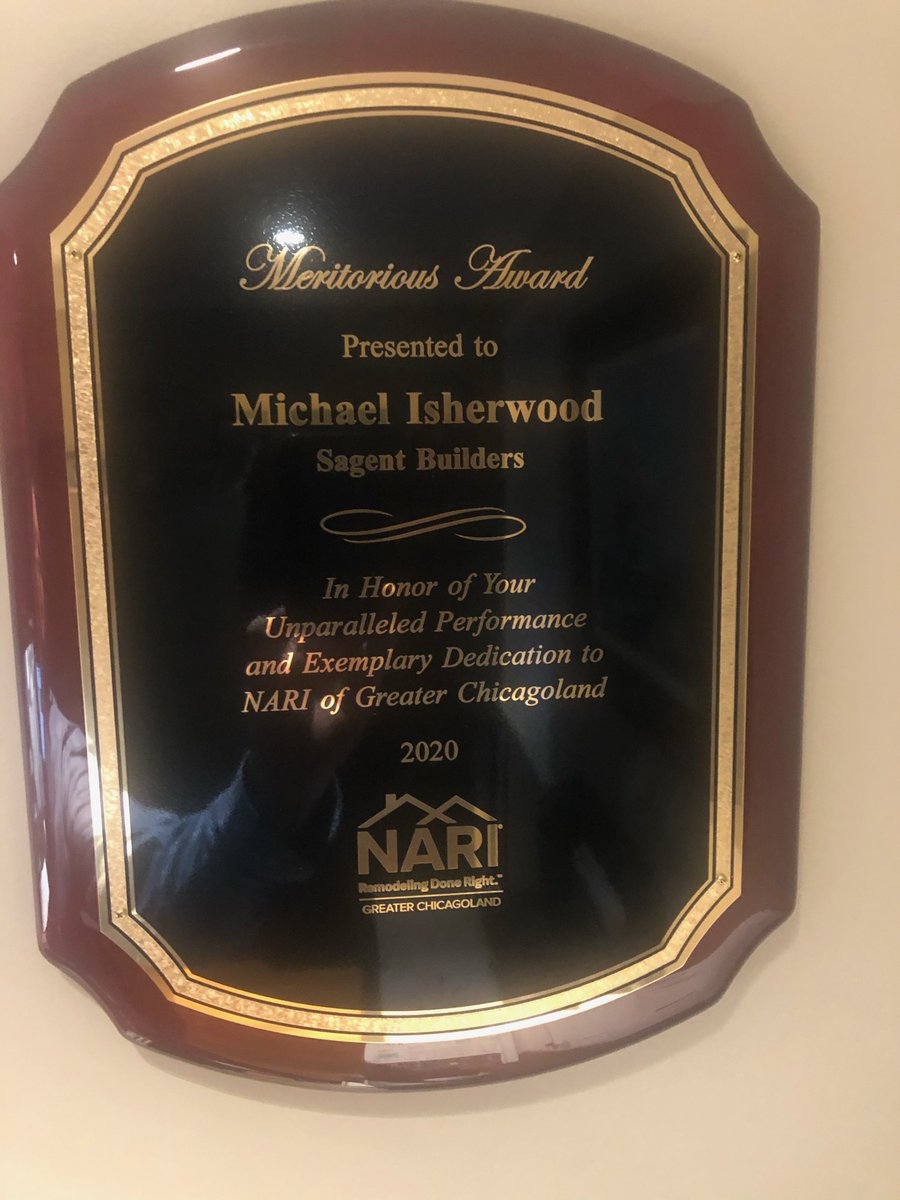 Meritorious Award
Presented to
Michael Isherwood
Sagent Builders
In Honor of Your
Unparalleled Performance
and Exemplary Dedication to
NARI of Greater Chicagoland
2020
NARI®
Remodeling Done Right.™
GREATER CHICAGOLAND